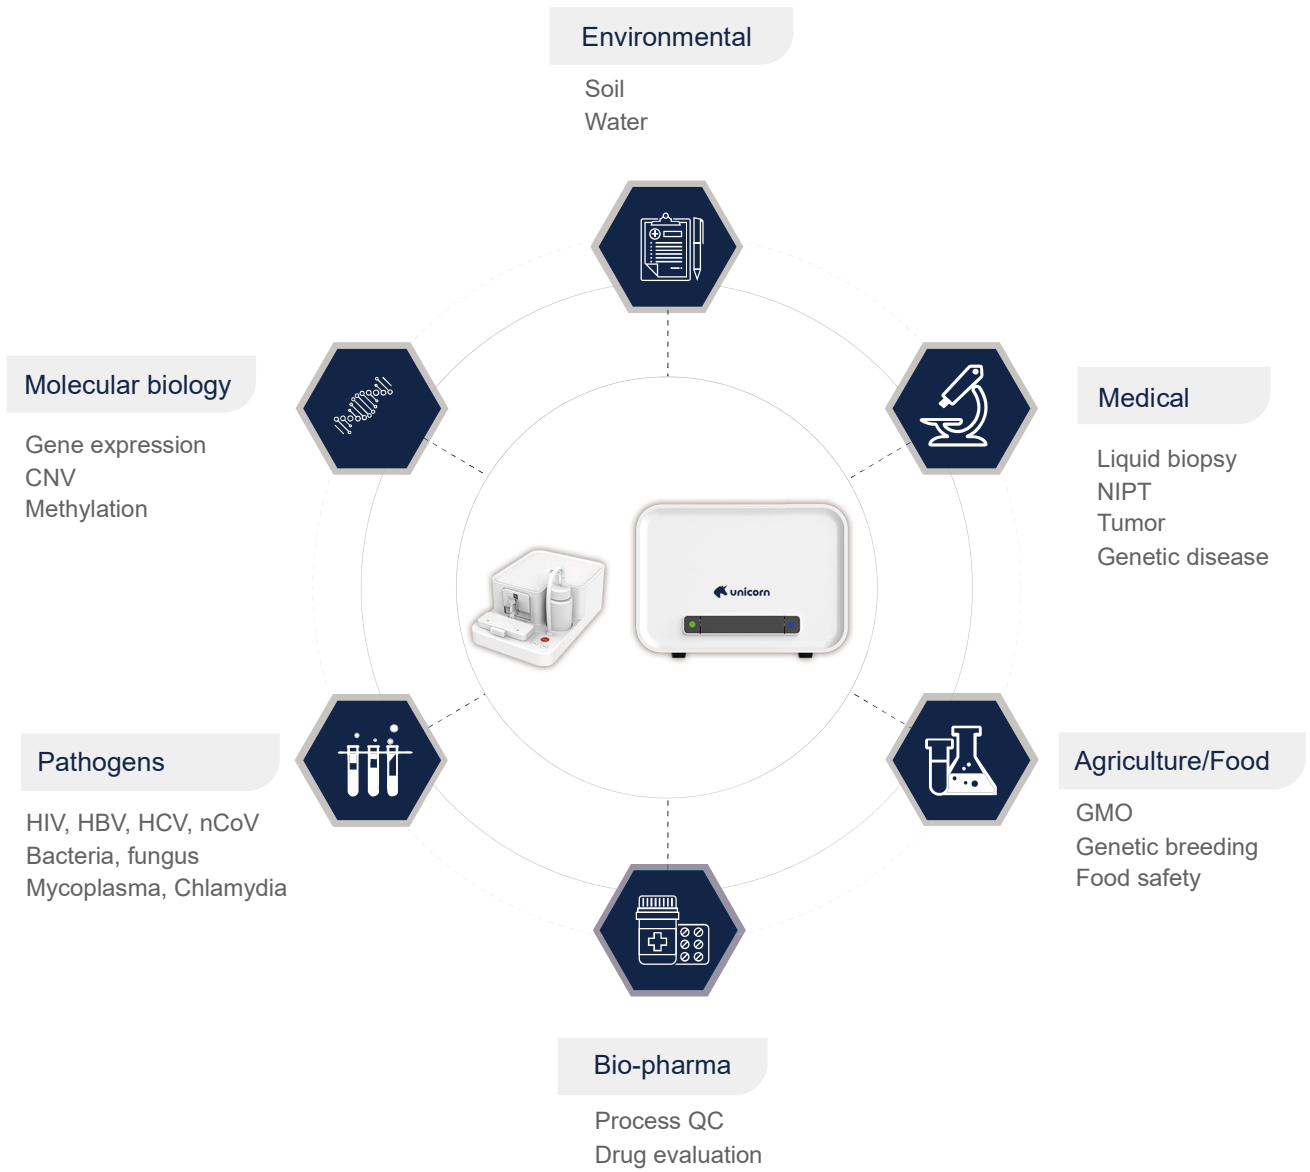 Environmental
Soil
Water
Molecular biology
Gene expression
CNV
Methylation
Medical
Liquid biopsy
NIPT
Tumor
Genetic disease
unicorn
Pathogens
HIV, HBV, HCV, nCoV
Bacteria, fungus
Mycoplasma, Chlamydia
Agriculture/Food
GMO
Genetic breeding
Food safety
Bio-pharma
Process QC
Drug evaluation